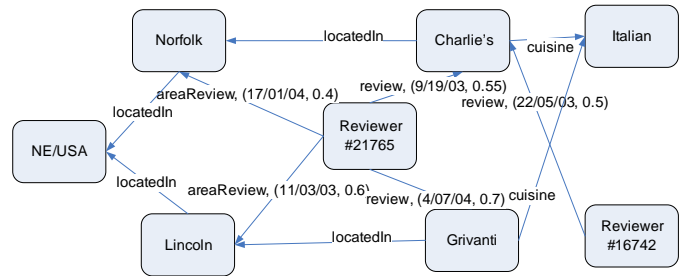 Norfolk
locatedIn
Charlie's
cuisine
Italian
areaReview, (17/01/04, 0.4)
review, (9/19/03, 0.55)
review, (22/05/03, 0.5)
locatedIn
Reviewer
#21765
NE/USA
locatedIn
areaReview, (11/03/03, 0.6)
review, (4/07/04, 0.7)
cuisine
Lincoln
locatedIn
Grivanti
Reviewer
#16742